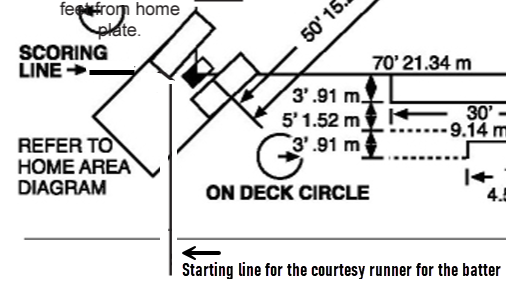 feet from home
plate.
50' 15.
SCORING
LINE
70' 21.34 m
3' .91 m
30'
5' 1.52 m
9.14 m
3' .91 m
REFER TO
HOME AREA
DIAGRAM
ON DECK CIRCLE
4.5
Starting line for the courtesy runner for the batter